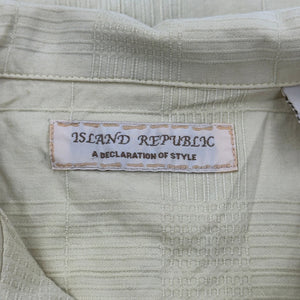 ISLAND REPUBLIC
A DECLARATION OF STYLE